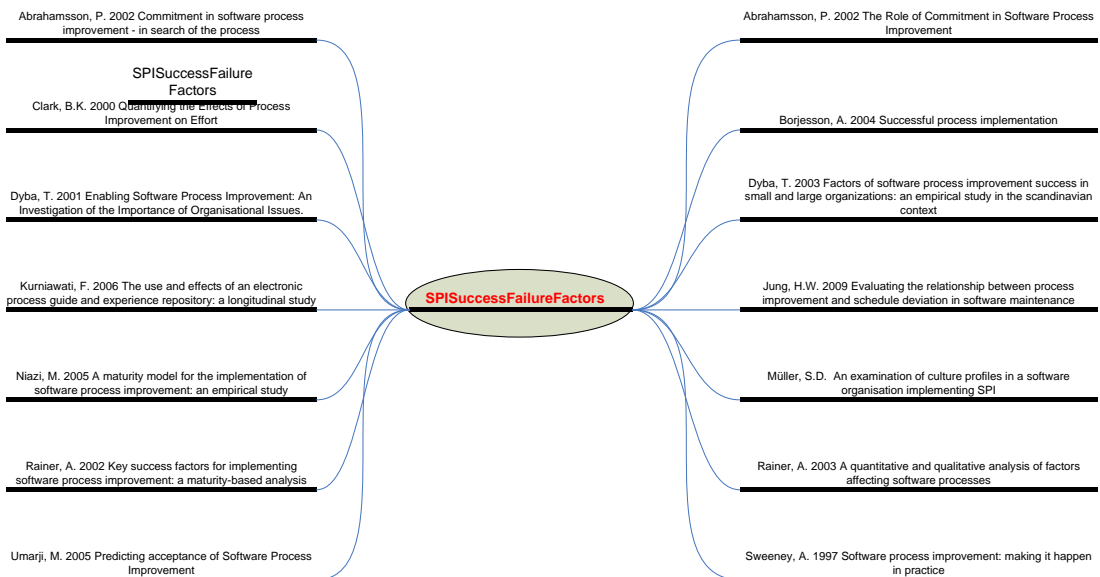 Abrahamsson, P. 2002 Commitment in software process
improvement - in search of the process
SPISuccessFailure
Factors
Clark, B.K. 2000 Quantifying the Effects of Process
Improvement on Effort
Dyba, T. 2001 Enabling Software Process Improvement: An
Investigation of the Importance of Organisational Issues.
Kurniawati, F. 2006 The use and effects of an electronic
process guide and experience repository: a longitudinal study
Niazi, M. 2005 A maturity model for the implementation of
software process improvement: an empirical study
Rainer, A. 2002 Key success factors for implementing
software process improvement: a maturity-based analysis
Umarji, M. 2005 Predicting acceptance of Software Process
Improvement
SPISuccessFailureFactors
Abrahamsson, P. 2002 The Role of Commitment in Software Process
Improvement
Borjesson, A. 2004 Successful process implementation
Dyba, T. 2003 Factors of software process improvement success in
small and large organizations: an empirical study in the scandinavian
context
Jung, H.W. 2009 Evaluating the relationship between process
improvement and schedule deviation in software maintenance
Müller, S.D.  An examination of culture profiles in a software
organisation implementing SPI
Rainer, A. 2003 A quantitative and qualitative analysis of factors
affecting software processes
Sweeney, A. 1997 Software process improvement: making it happen
in practice